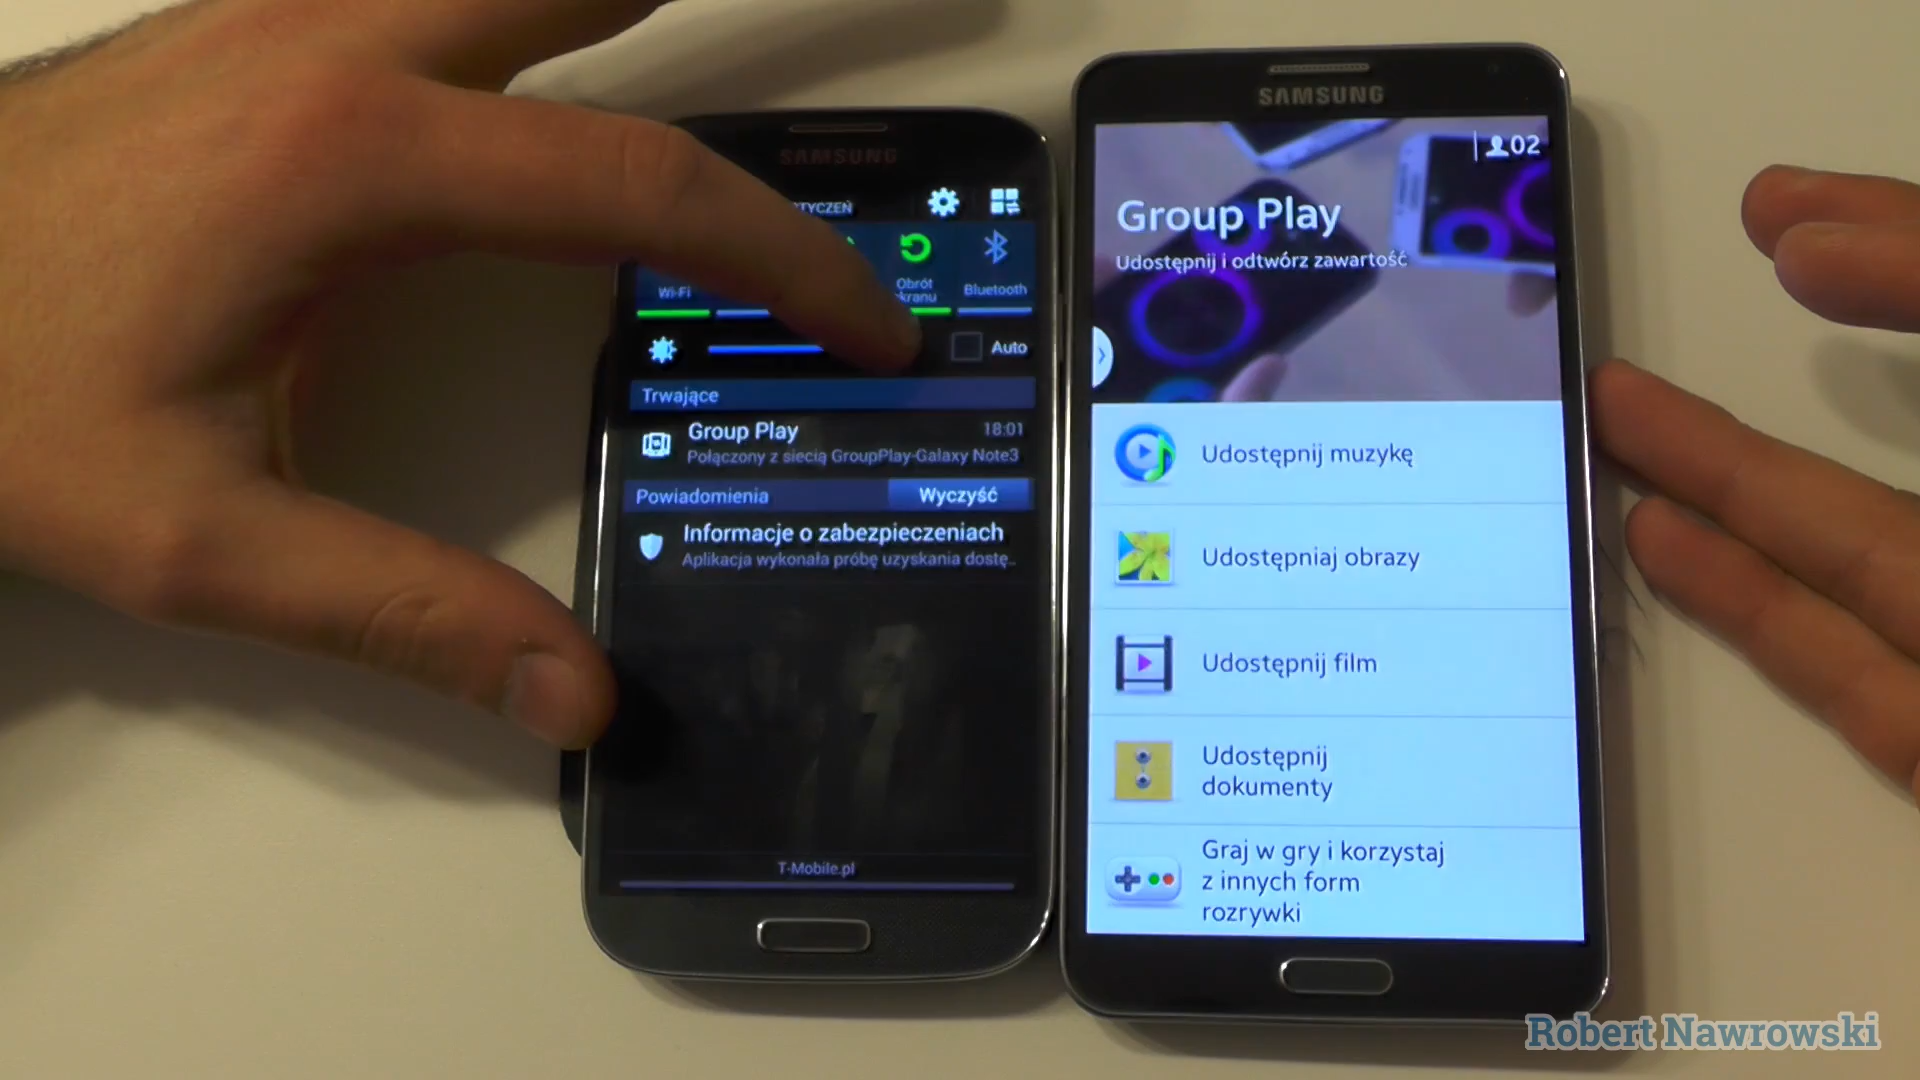 SAMSUNG
TYCZEŃ
Wi-Fi
Obrót
ekranu
Bluetooth
Auto
Trwające
Group Play
18:01
Połączony z siecią GroupPlay-Galaxy Note3
Powiadomienia
Wyczyść
Informacje o zabezpieczeniach
Aplikacja wykonała próbę uzyskania dostę..
T-Mobile.pl
SAMSUNG
02
Group Play
Udostępnij i odtwórz zawartość
Udostępnij muzykę
Udostępniaj obrazy
Udostępnij film
Udostępnij
dokumenty
Graj w gry i korzystaj
z innych form
rozrywki
Robert Nawrowski